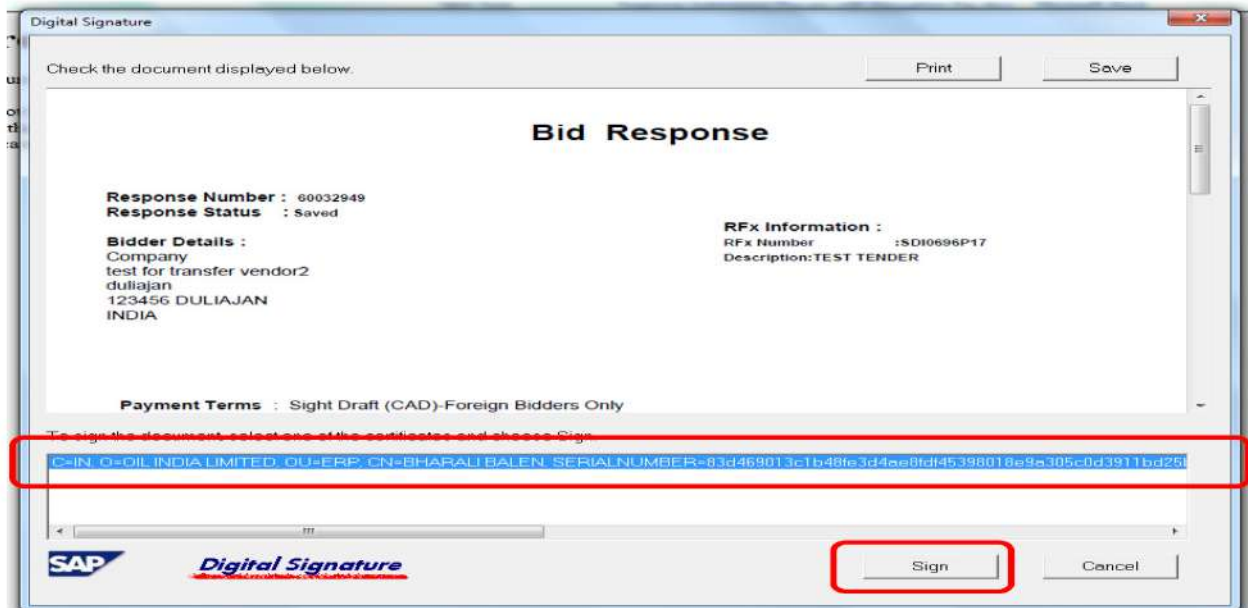 Digital Signature
Check the document displayed below.
Print
Save
Bid Response
Response Number : 60032949
Response Status : Saved
RFx Information :
RFx Number :SDI0696P17
Description:TEST TENDER
Bidder Details :
Company
test for transfer vendor2
duliajan
123456 DULIAJAN
INDIA
Payment Terms : Sight Draft (CAD)-Foreign Bidders Only
To sign the document, select one of the certificates and choose Sign
C=IN, O=OIL INDIA LIMITED, OU=ERP, CN=BHARALI BALEN, SERIALNUMBER=83d469013c1b48fe3d4ae8fdf45398018e9a305c0d3911bd25
SAP
Digital Signature
Sign
Cancel